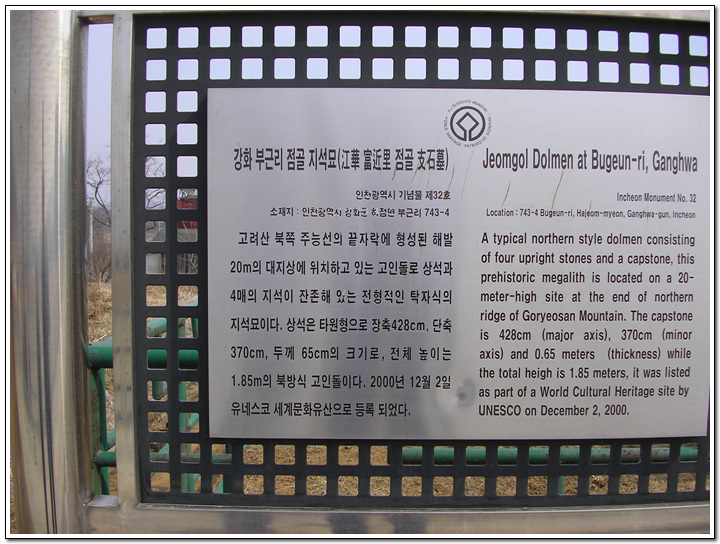 강화 부근리 점골 지석묘(江華 富近里 점골 支石墓)
인천광역시 기념물 제32호
소재지 : 인천광역시 강화군 하점면 부근리 743-4
고려산 북쪽 주능선의 끝자락에 형성된 해발
20m의 대지상에 위치하고 있는 고인돌로 상석과
4매의 지석이 잔존해 있는 전형적인 탁자식의
지석묘이다. 상석은 타원형으로 장축428cm, 단축
370cm, 두께 65cm의 크기로, 전체 높이는
1.85m의 북방식 고인돌이다. 2000년 12월 2일
유네스코 세계문화유산으로 등록 되었다.
Jeomgol Dolmen at Bugeun-ri, Ganghwa
Incheon Monument No. 32
Location : 743-4 Bugeun-ri, Hajeom-myeon, Ganghwa-gun, Incheon
A typical northern style dolmen consisting
of four upright stones and a capstone, this
prehistoric megalith is located on a 20-
meter-high site at the end of northern
ridge of Goryeosan Mountain. The capstone
is 428cm (major axis), 370cm (minor
axis) and 0.65 meters (thickness) while
the total heigh is 1.85 meters, it was listed
as part of a World Cultural Heritage site by
UNESCO on December 2, 2000.